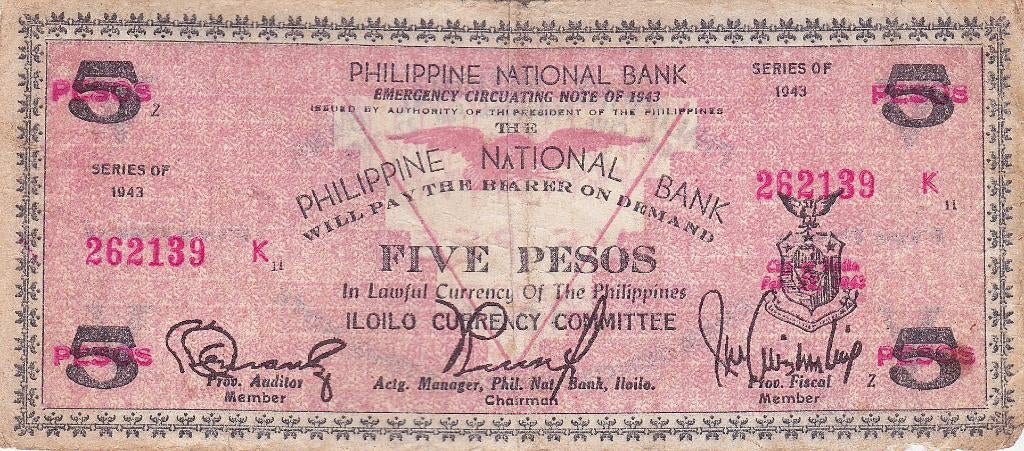 5 PESOS Z
PHILIPPINE NATIONAL BANK
EMERGENCY CIRCUATING NOTE OF 1943
ISSUED BY AUTHORITY OF THE PRESIDENT OF THE PHILIPPINES
SERIES OF
1943
5 PESOS
THE
PHILIPPINE NATIONAL BANK
WILL PAY THE BEARER ON DEMAND
SERIES OF
1943
262139 K 11
262139 K 11
FIVE PESOS
In Lawful Currency Of The Philippines
ILOILO CURRENCY COMMITTEE
5 PESOS
Prov. Auditor
Member
Actg. Manager, Phil. Nat. Bank, Iloilo.
Chairman
Prov. Fiscal
Member
Z
5 PESOS